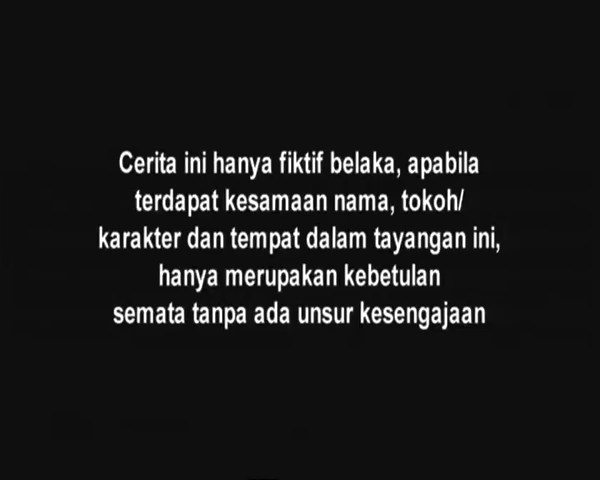 Cerita ini hanya fiktif belaka, apabila
terdapat kesamaan nama, tokoh/
karakter dan tempat dalam tayangan ini,
hanya merupakan kebetulan
semata tanpa ada unsur kesengajaan